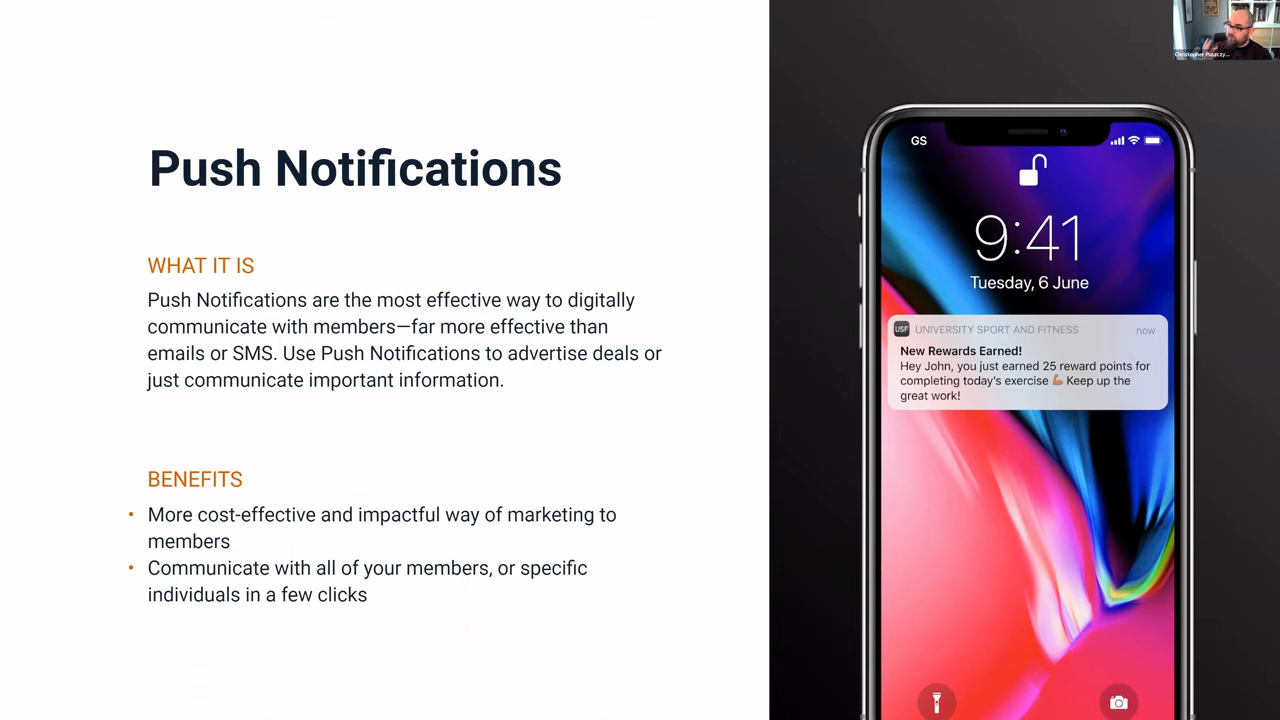 Push Notifications
WHAT IT IS
Push Notifications are the most effective way to digitally
communicate with members—far more effective than
emails or SMS. Use Push Notifications to advertise deals or
just communicate important information.
BENEFITS
• More cost-effective and impactful way of marketing to
members
• Communicate with all of your members, or specific
individuals in a few clicks
GS
9:41
Tuesday, 6 June
USF UNIVERSITY SPORT AND FITNESS now
New Rewards Earned!
Hey John, you just earned 25 reward points for
completing today's exercise 💪🏽 Keep up the
great work!
Christopher